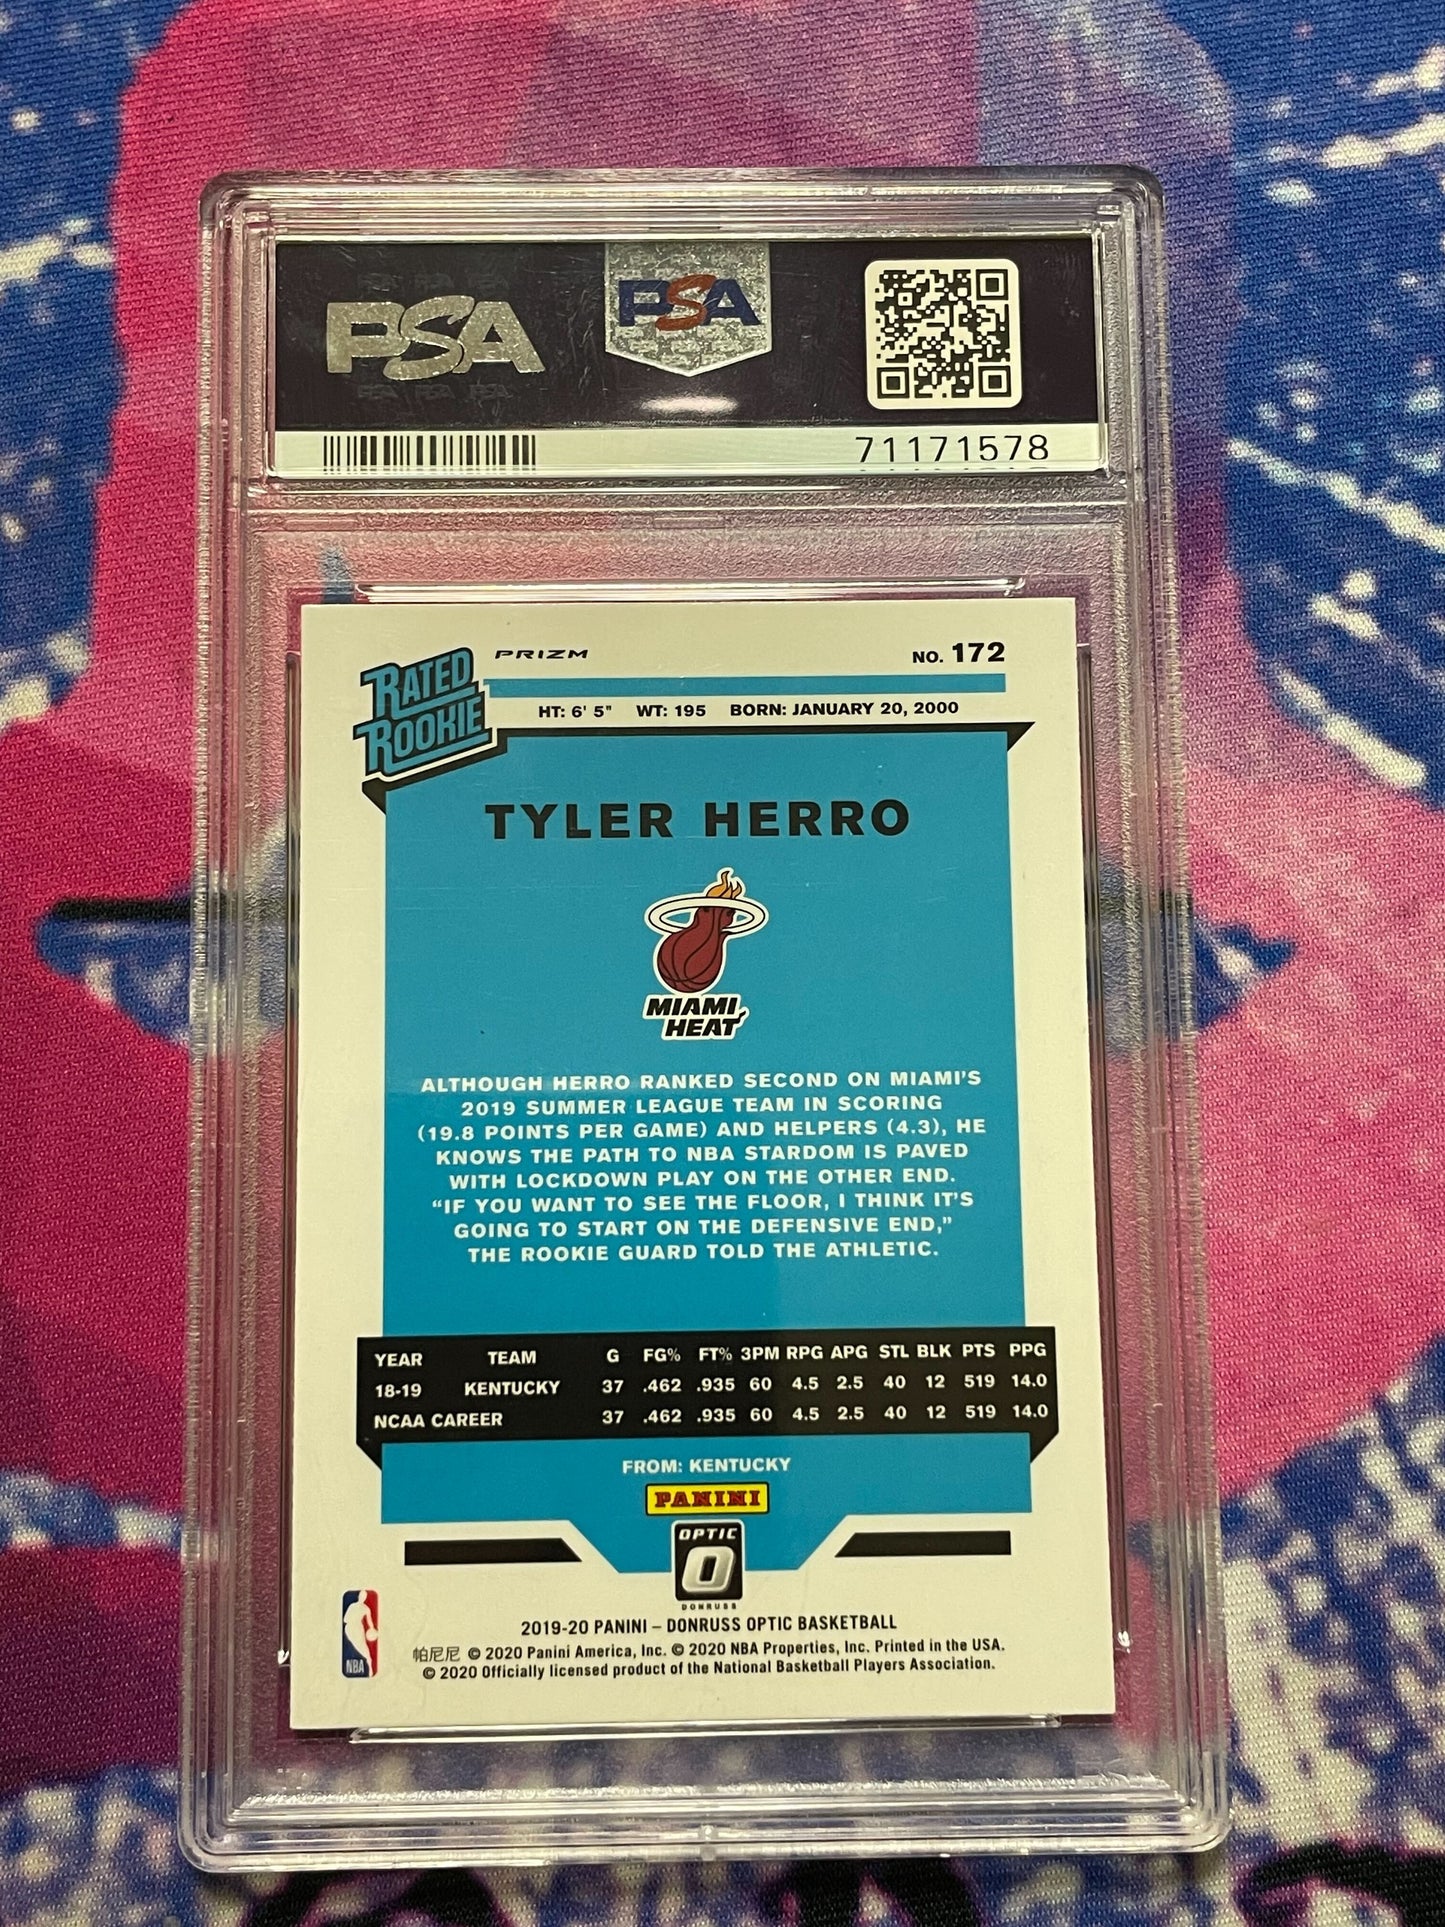 PSA PSA PSA
PSA
PSA PSA PSA
PSA
71171578
RATED
ROOKIE
PRIZM
NO. 172
HT: 6' 5" WT: 195 BORN: JANUARY 20, 2000
TYLER HERRO
MIAMI
HEAT
ALTHOUGH HERRO RANKED SECOND ON MIAMI'S
2019 SUMMER LEAGUE TEAM IN SCORING
(19.8 POINTS PER GAME) AND HELPERS (4.3), HE
KNOWS THE PATH TO NBA STARDOM IS PAVED
WITH LOCKDOWN PLAY ON THE OTHER END.
“IF YOU WANT TO SEE THE FLOOR, I THINK IT'S
GOING TO START ON THE DEFENSIVE END,”
THE ROOKIE GUARD TOLD THE ATHLETIC.
YEAR TEAM G FG% FT% 3PM RPG APG STL BLK PTS PPG
18-19 KENTUCKY 37 .462 .935 60 4.5 2.5 40 12 519 14.0
NCAA CAREER 37 .462 .935 60 4.5 2.5 40 12 519 14.0
FROM: KENTUCKY
PANINI
OPTIC
O
DONRUSS
NBA
2019-20 PANINI – DONRUSS OPTIC BASKETBALL
帕尼尼 © 2020 Panini America, Inc. © 2020 NBA Properties, Inc. Printed in the USA.
© 2020 Officially licensed product of the National Basketball Players Association.